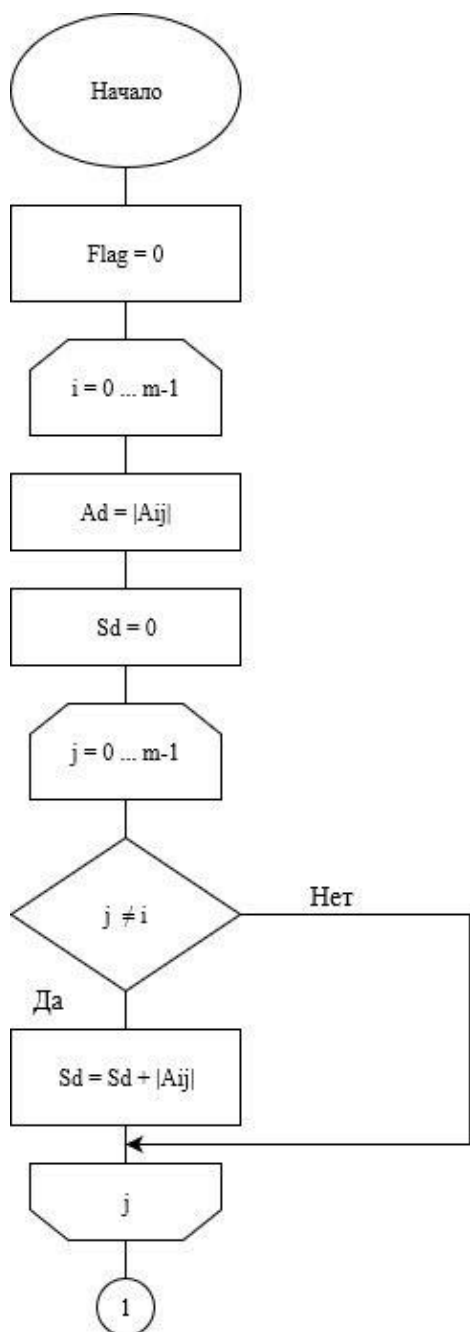 Начало
Flag = 0
i = 0 ... m-1
Ad = |Aij|
Sd = 0
j = 0 ... m-1
j ≠ i
Нет
Да
Sd = Sd + |Aij|
j
1